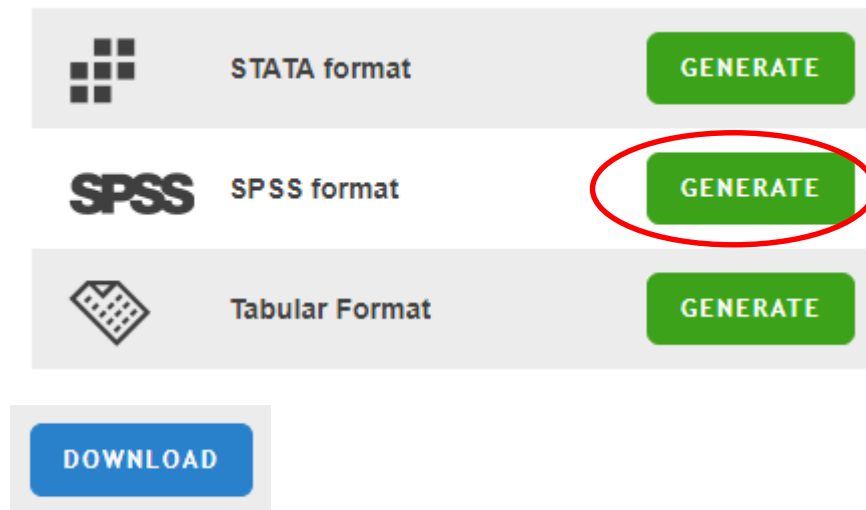 STATA format GENERATE
SPSS SPSS format GENERATE
Tabular Format GENERATE
DOWNLOAD